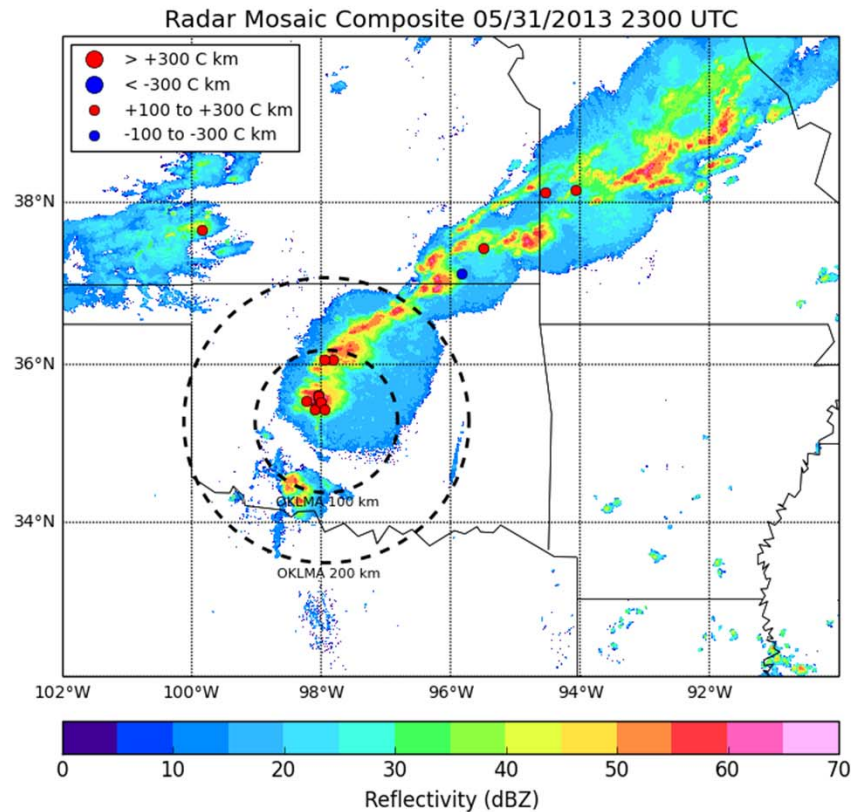 Radar Mosaic Composite 05/31/2013 2300 UTC
> +300 C km
< -300 C km
+100 to +300 C km
-100 to -300 C km
38°N
36°N
34°N
OKLMA 100 km
OKLMA 200 km
102°W 100°W 98°W 96°W 94°W 92°W
0 10 20 30 40 50 60 70
Reflectivity (dBZ)